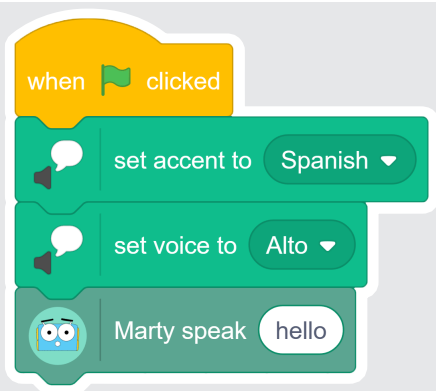 when clicked
set accent to Spanish
set voice to Alto
Marty speak hello